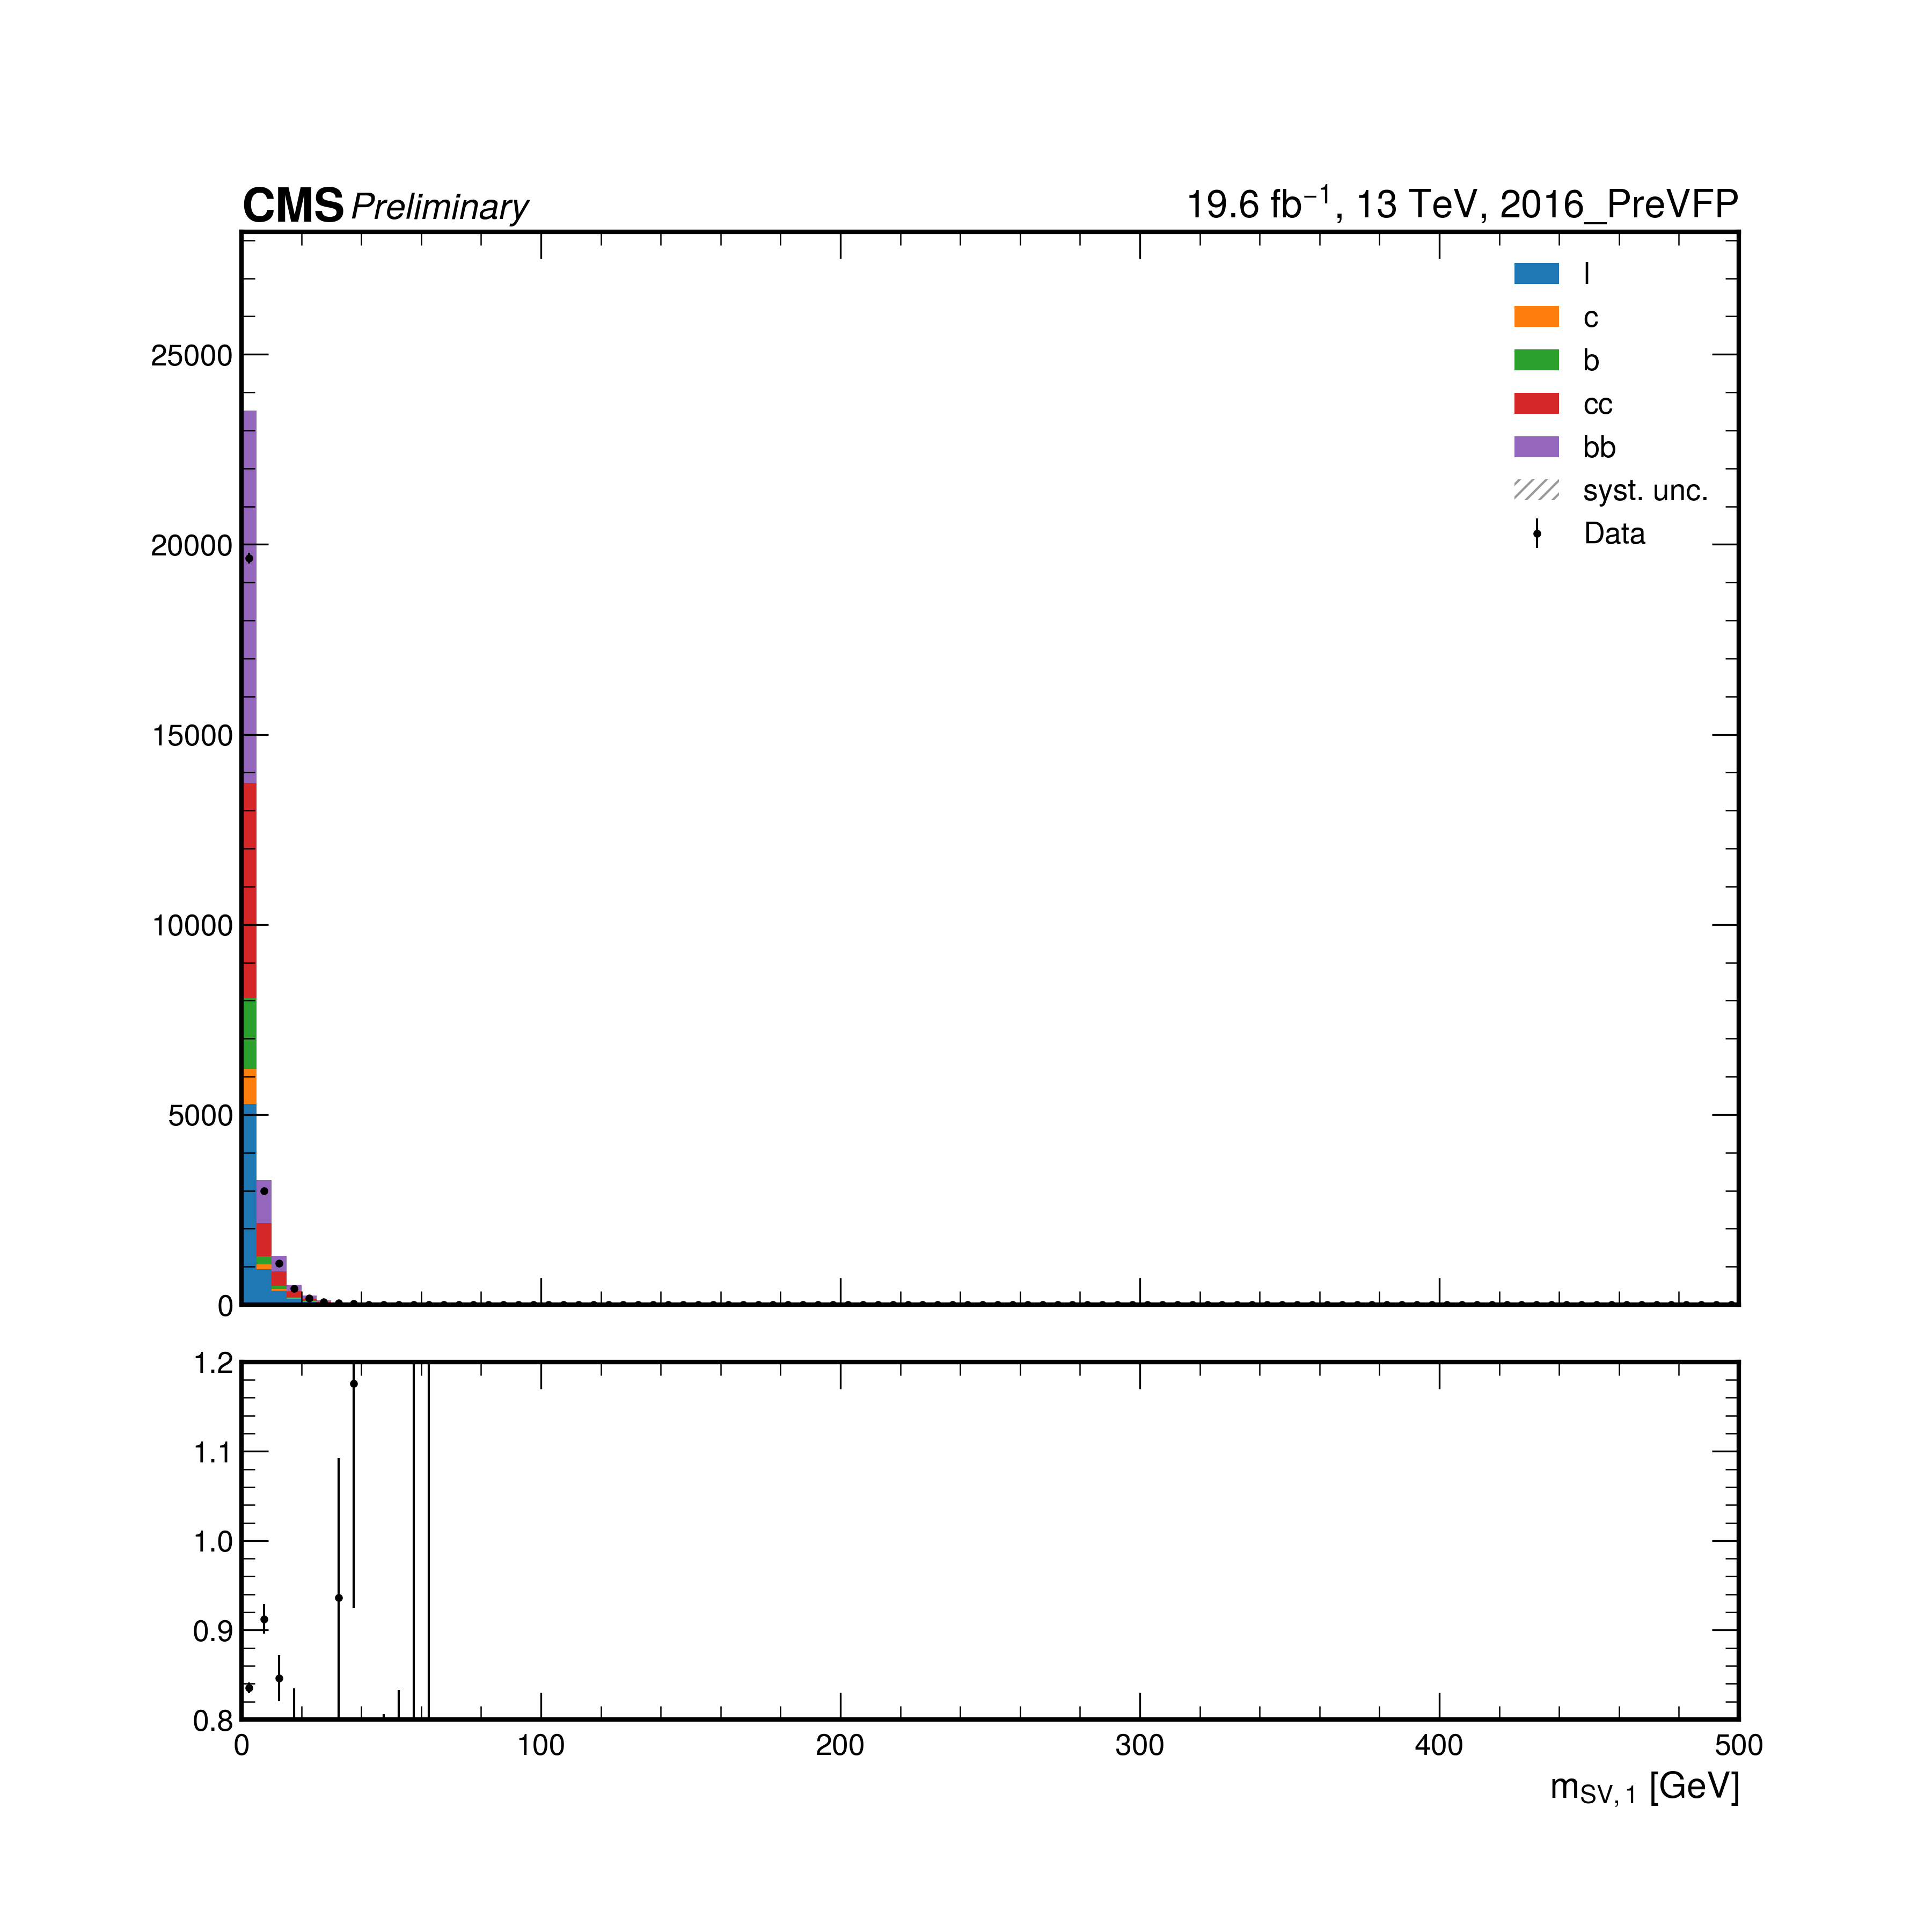 CMS Preliminary
19.6 fb⁻¹, 13 TeV, 2016_PreVFP
l
c
b
cc
bb
syst. unc.
Data
25000
20000
15000
10000
5000
0
1.2
1.1
1.0
0.9
0.8
0 100 200 300 400 500
m_{SV, 1} [GeV]